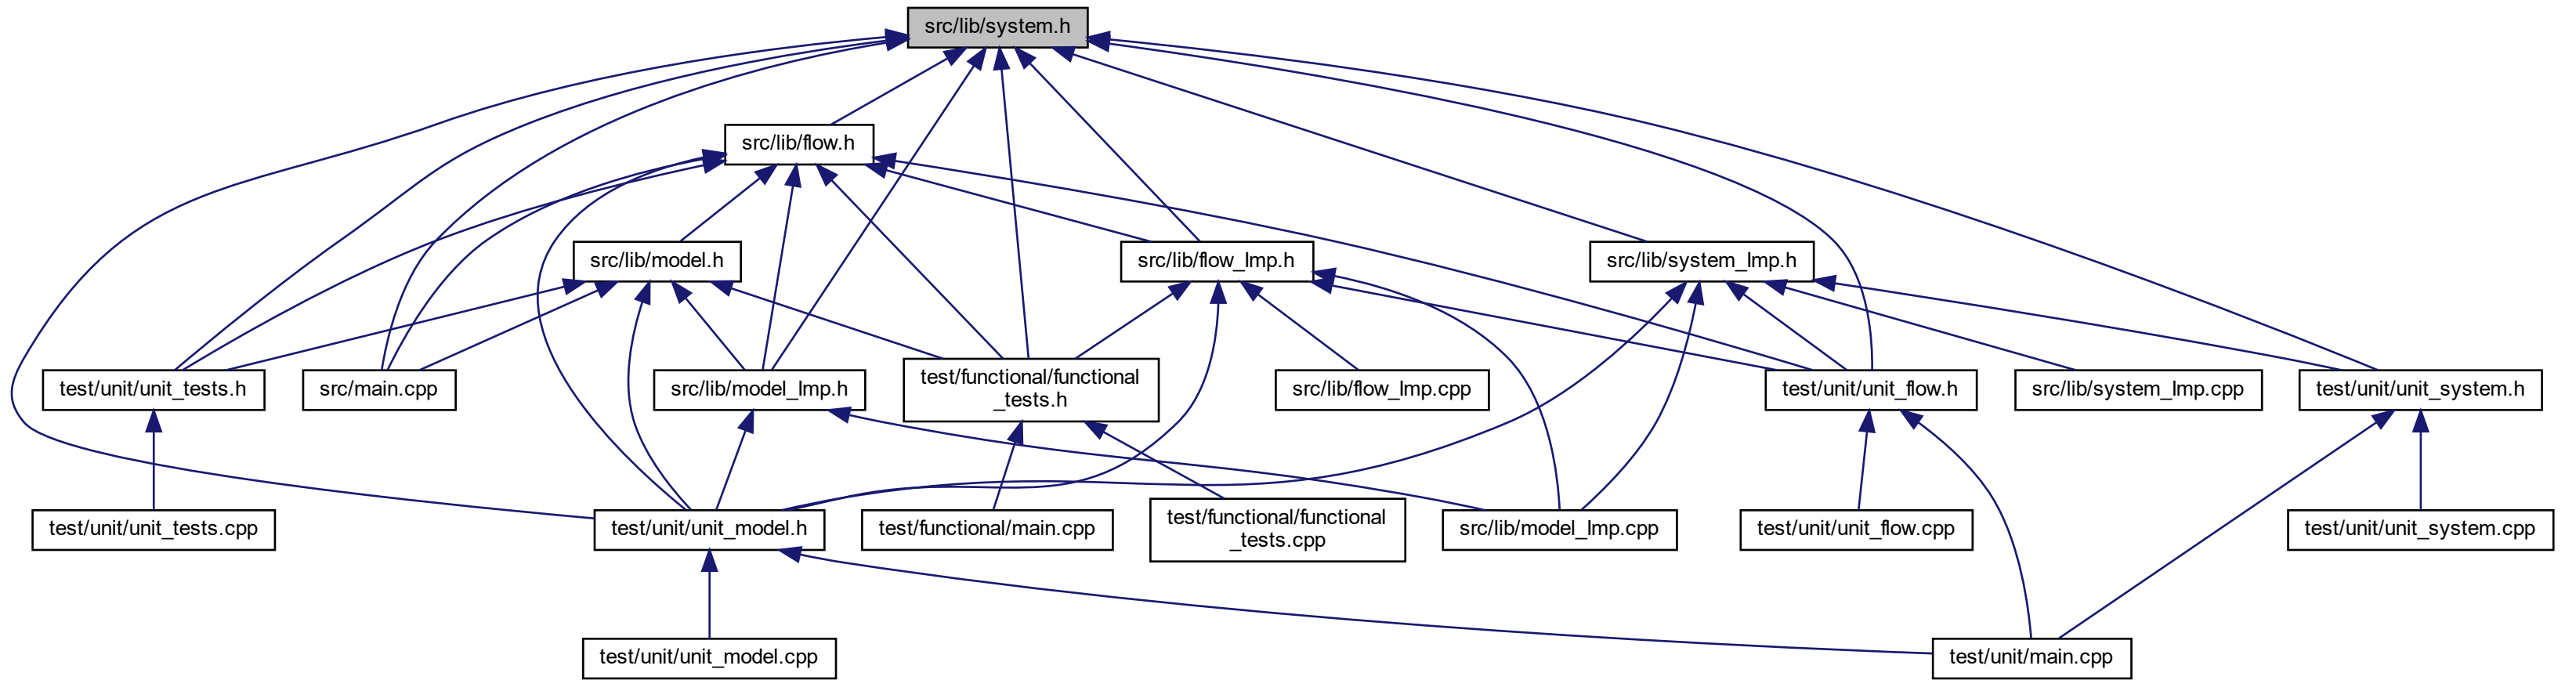 src/lib/system.h
src/lib/flow.h
src/lib/model.h
src/lib/flow_Imp.h
src/lib/system_Imp.h
test/unit/unit_tests.h
src/main.cpp
src/lib/model_Imp.h
test/functional/functional
_tests.h
src/lib/flow_Imp.cpp
test/unit/unit_flow.h
src/lib/system_Imp.cpp
test/unit/unit_system.h
test/unit/unit_tests.cpp
test/unit/unit_model.h
test/functional/main.cpp
test/functional/functional
_tests.cpp
src/lib/model_Imp.cpp
test/unit/unit_flow.cpp
test/unit/unit_system.cpp
test/unit/unit_model.cpp
test/unit/main.cpp